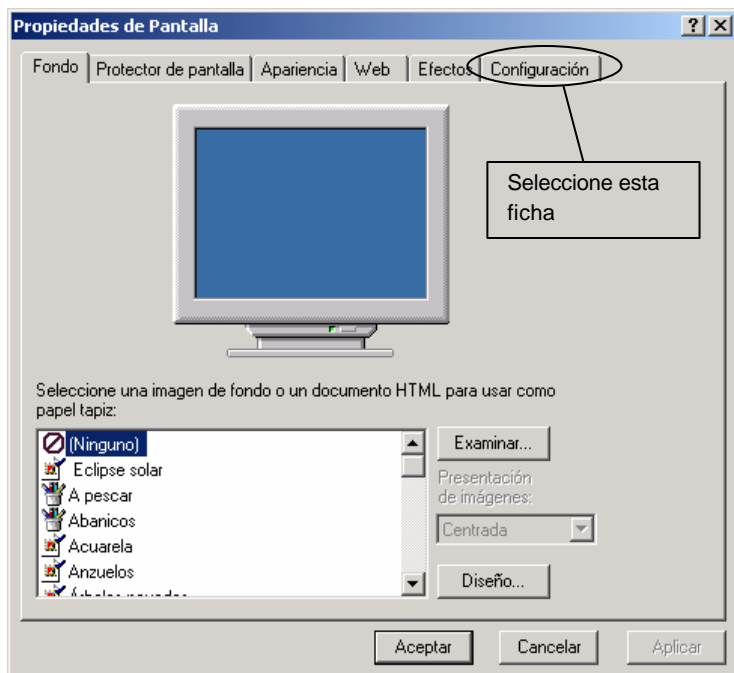 Propiedades de Pantalla
Fondo Protector de pantalla Apariencia Web Efectos Configuración
Seleccione esta
ficha
Seleccione una imagen de fondo o un documento HTML para usar como
papel tapiz:
(Ninguno)
Eclipse solar
A pescar
Abanicos
Acuarela
Anzuelos
Examinar...
Presentación
de imágenes:
Centrada
Diseño...
Aceptar Cancelar Aplicar